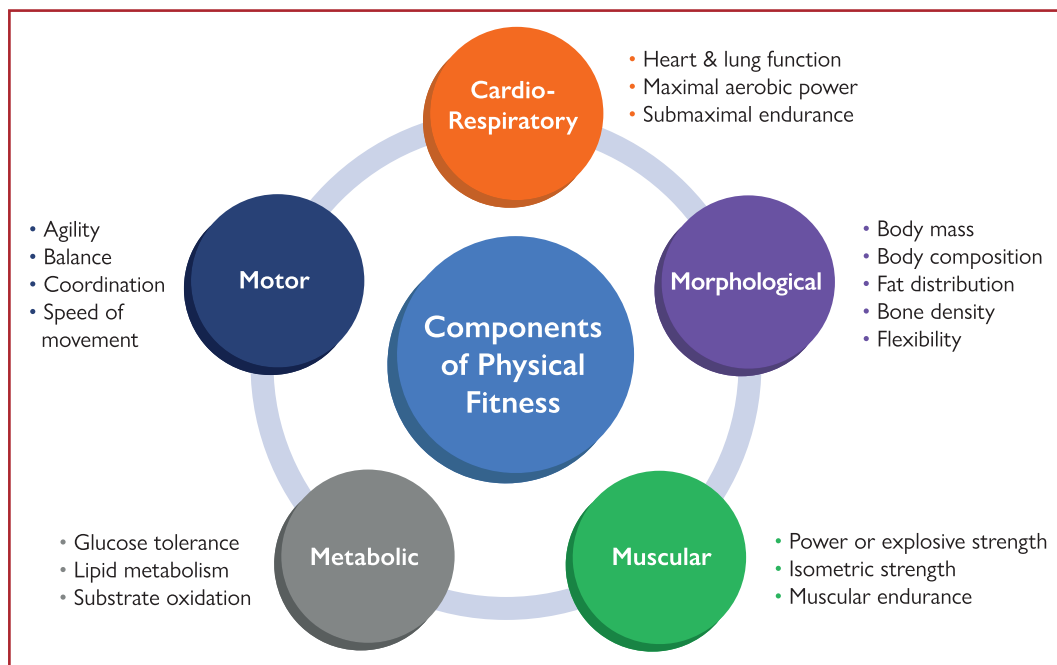 Cardio-
Respiratory
• Heart & lung function
• Maximal aerobic power
• Submaximal endurance
Morphological
• Body mass
• Body composition
• Fat distribution
• Bone density
• Flexibility
Muscular
• Power or explosive strength
• Isometric strength
• Muscular endurance
Metabolic
• Glucose tolerance
• Lipid metabolism
• Substrate oxidation
Motor
• Agility
• Balance
• Coordination
• Speed of
movement
Components
of Physical
Fitness